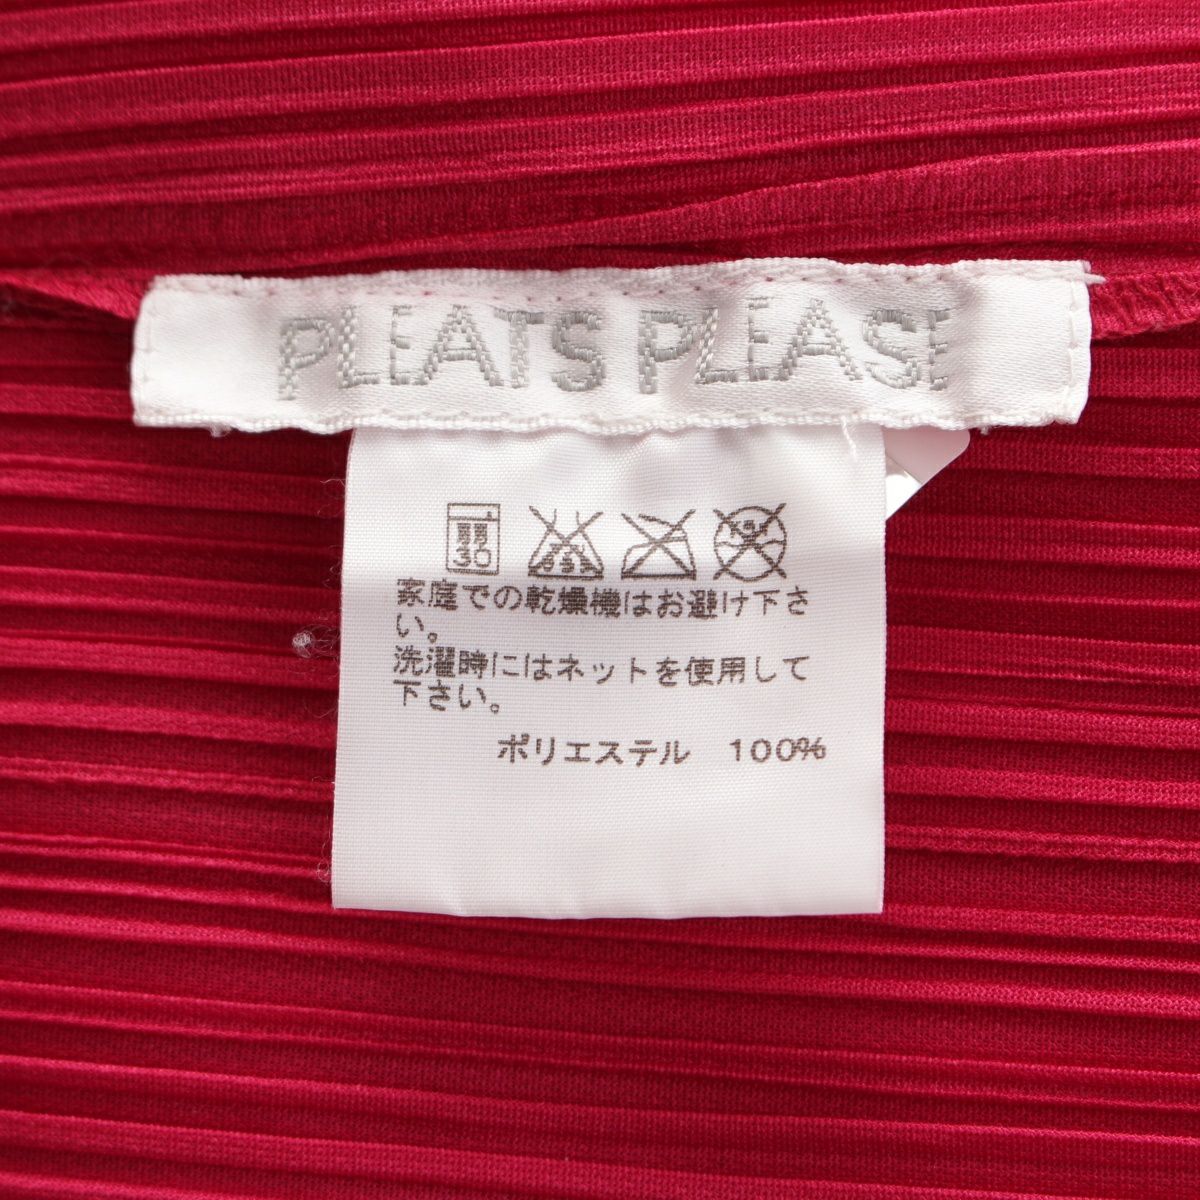 PLEATS PLEASE
弱
30
家庭での乾燥機はお避け下さ
い。
洗濯時にはネットを使用して
下さい。
ポリエステル 100%